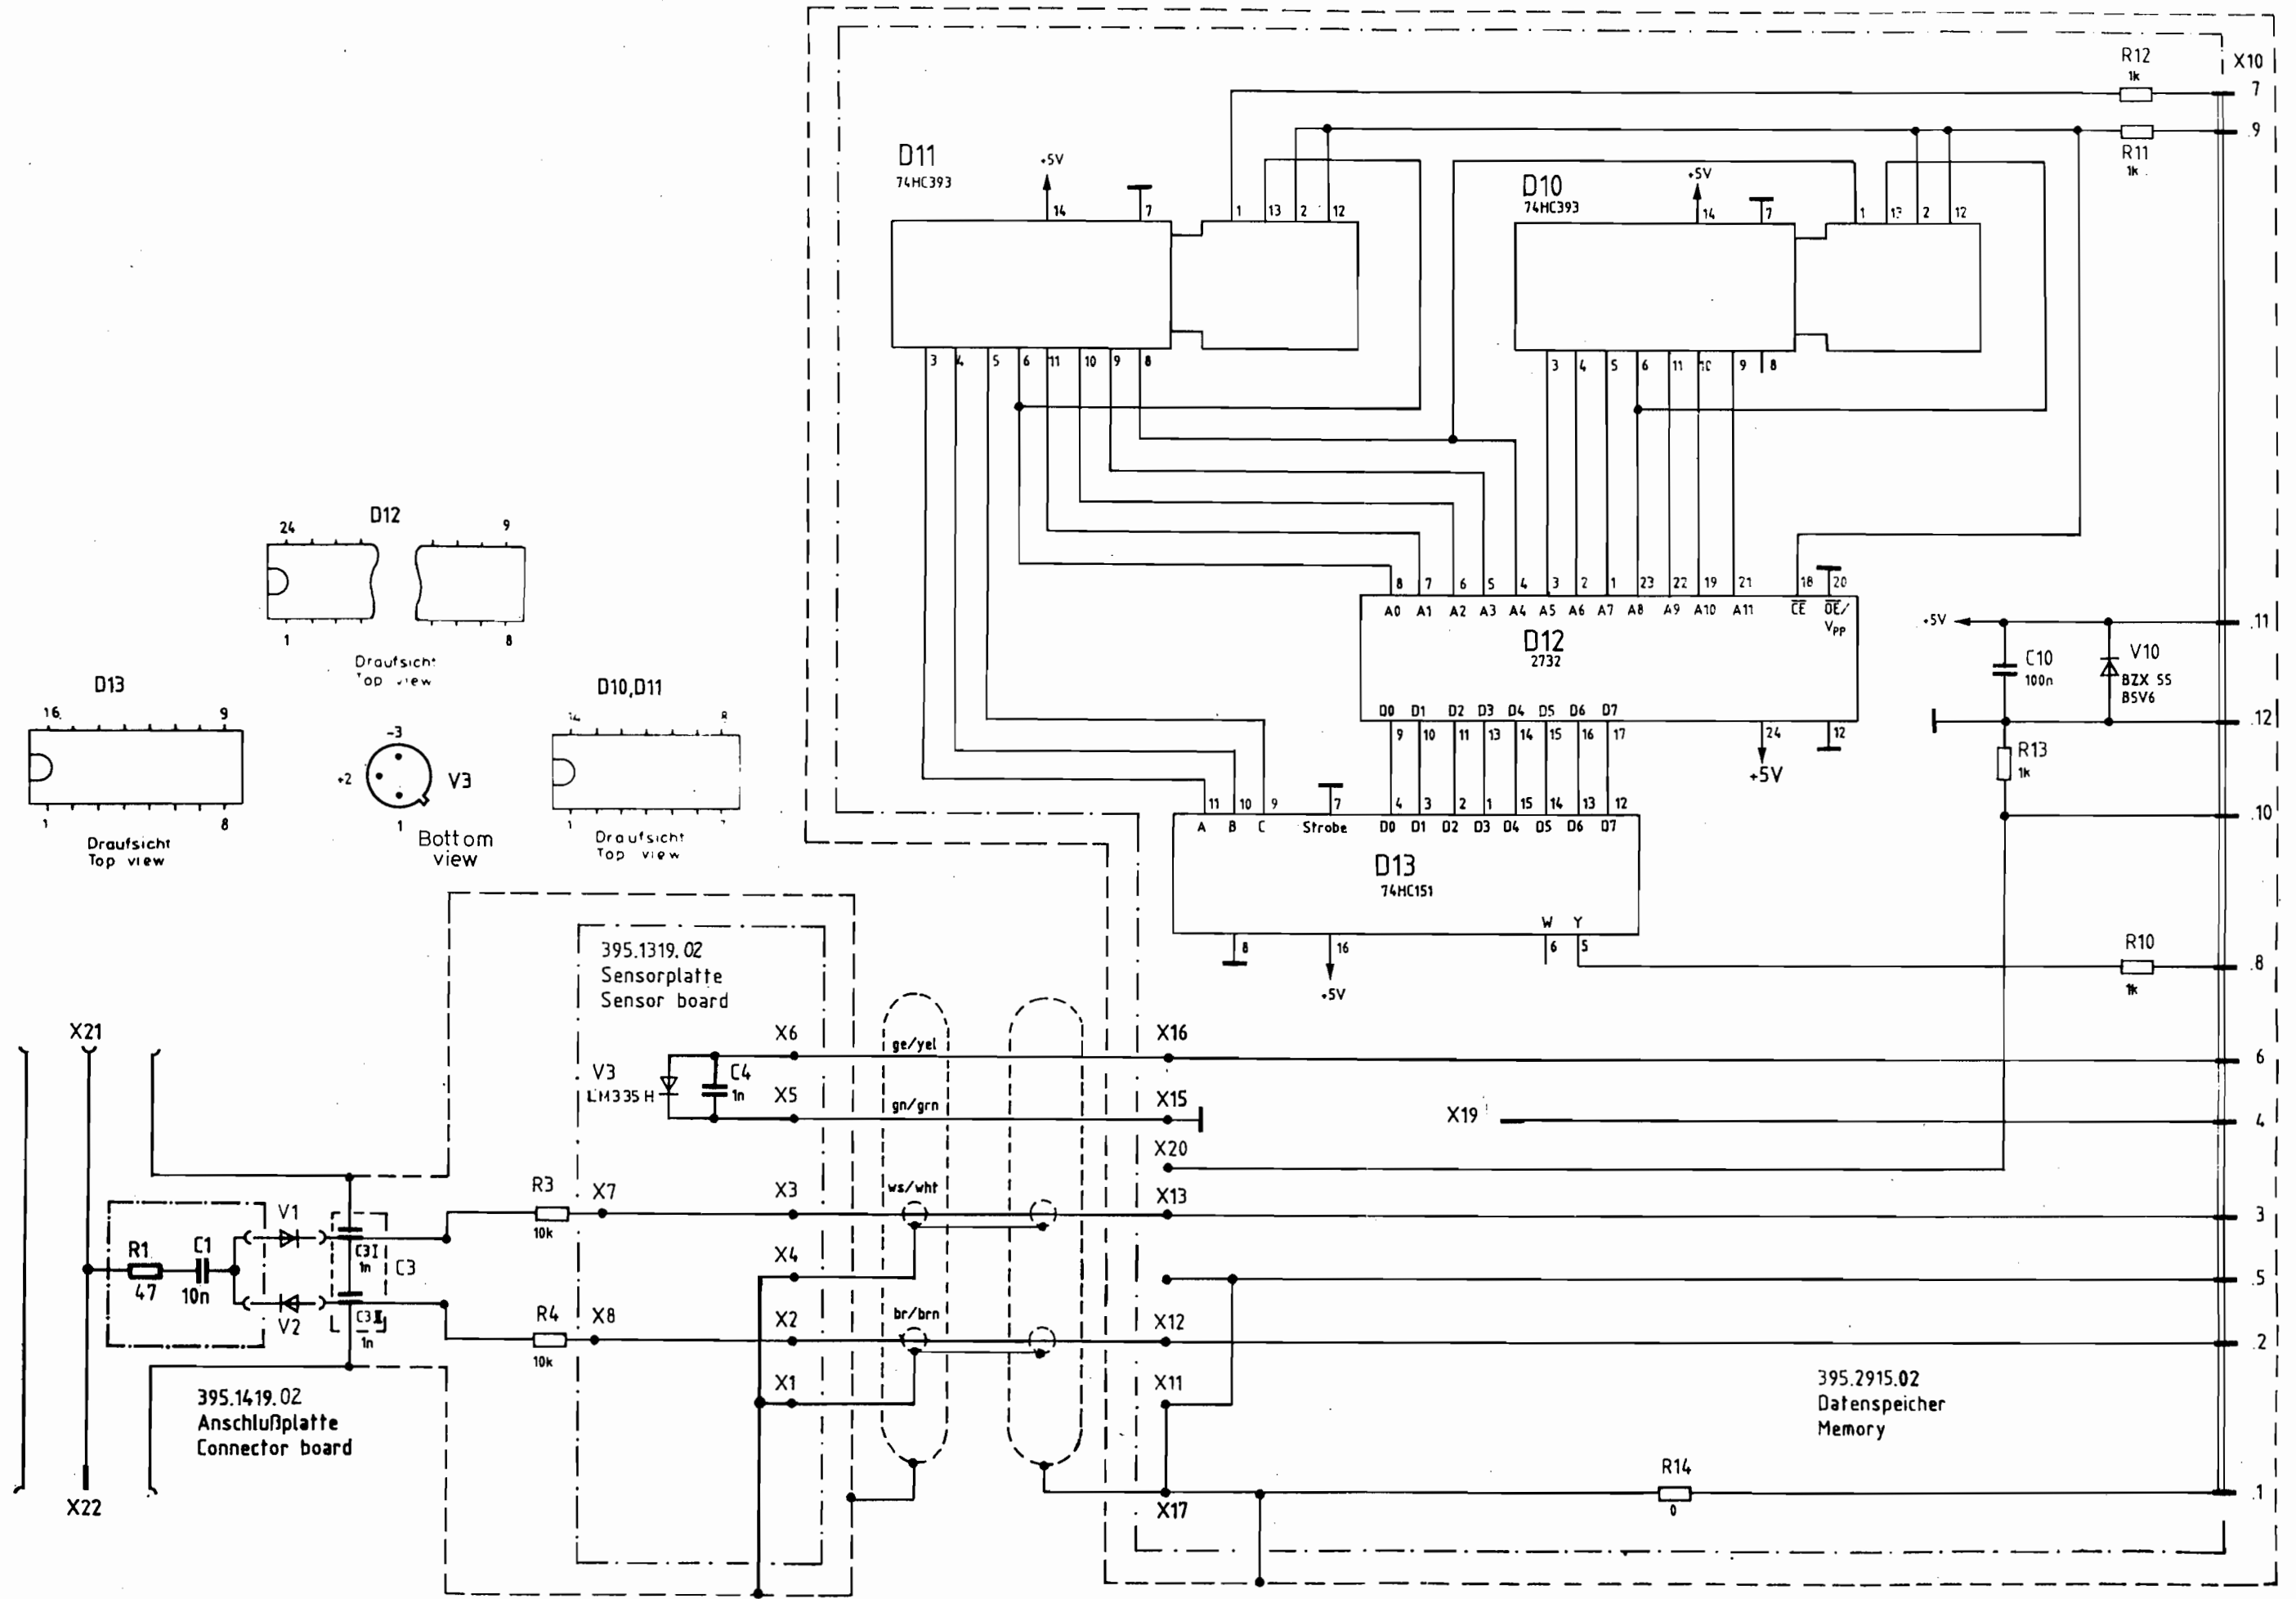 R12
1k
X10
7
.9
R11
1k
D11
74HC393
+5V
14
7
1
13
2
12
D10
74HC393
+5V
14
7
1
13
2
12
3
4
5
6
11
10
9
8
3
4
5
6
11
10
9
8
D12
24
9
1
8
Draufsicht
Top view
8
7
6
5
4
3
2
1
23
22
19
21
18
20
A0
A1
A2
A3
A4
A5
A6
A7
A8
A9
A10
A11
CE
OE/
VPP
D12
2732
D0
D1
D2
D3
D4
D5
D6
D7
9
10
11
13
14
15
16
17
24
12
+5V
+5V
.11
C10
100n
V10
BZX 55
B5V6
.12
R13
1k
.10
D13
16
9
1
8
Draufsicht
Top view
-3
+2
V3
1
Bottom
view
D10,D11
14
8
1
7
Draufsicht
Top view
11
10
9
7
4
3
2
1
15
14
13
12
A
B
C
Strobe
D0
D1
D2
D3
D4
D5
D6
D7
D13
74HC151
W
Y
8
16
6
5
+5V
R10
1k
.8
395.1319.02
Sensorplatte
Sensor board
X21
V3
LM335H
C4
1n
X6
ge/yel
X16
6
X5
gn/grn
X15
X19
4
X20
R3
10k
X7
X3
ws/wht
X13
3
V1
R1
47
C1
10n
C3I
1n
C3
X4
.5
V2
C3II
1n
R4
10k
X8
X2
br/brn
X12
.2
X1
X11
395.1419.02
Anschlußplatte
Connector board
395.2915.02
Datenspeicher
Memory
R14
0
X22
X17
.1